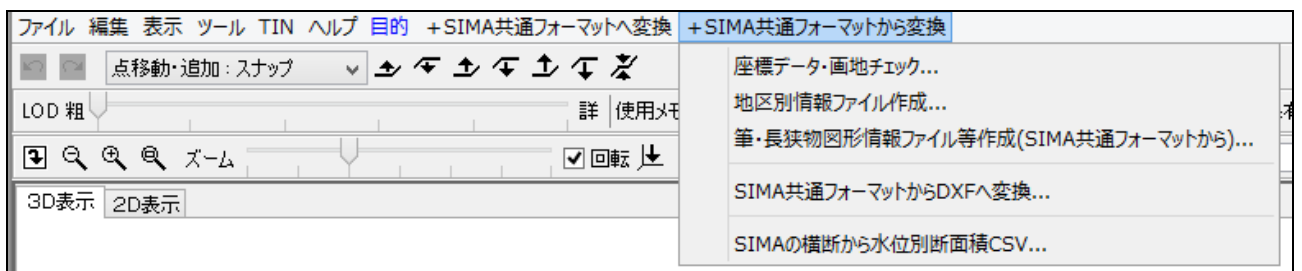 ファイル 編集 表示 ツール TIN ヘルプ 目的 +SIMA共通フォーマットへ変換 +SIMA共通フォーマットから変換
点移動・追加:スナップ
座標データ・画地チェック...
地区別情報ファイル作成...
LOD 粗 詳 使用メモ
筆・長狭物図形情報ファイル等作成(SIMA共通フォーマットから)...
ズーム 回転
SIMA共通フォーマットからDXFへ変換...
3D表示 2D表示
SIMAの横断から水位別断面積CSV...